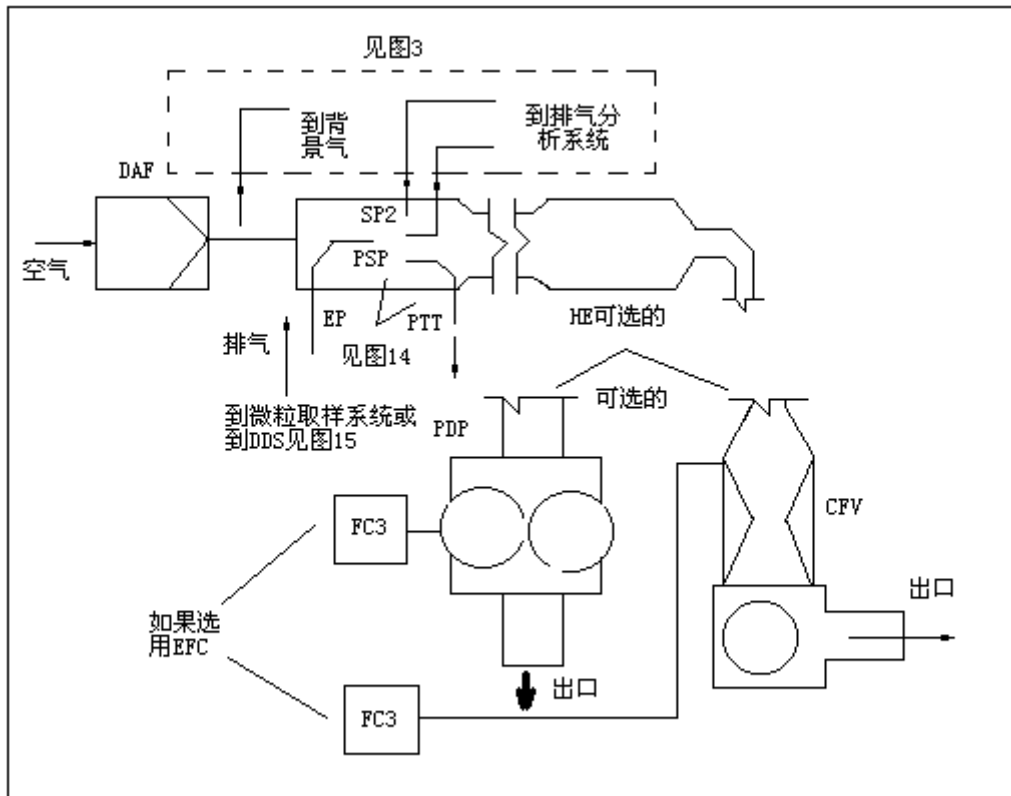 见图3
到背
景气
到排气分
析系统
DAF
SP2
空气
PSP
EP
PTT
HE可选的
排气
见图14
可选的
到微粒取样系统或
到DDS见图15
PDP
FC3
CFV
出口
如果选
用EFC
出口
FC3